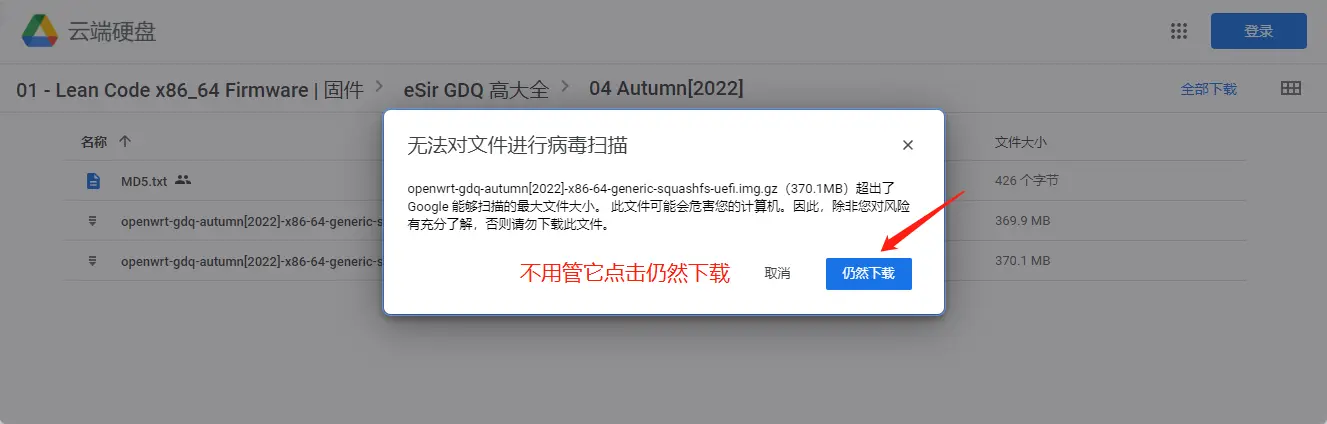 云端硬盘
登录
01 - Lean Code x86_64 Firmware | 固件 > eSir GDQ 高大全 > 04 Autumn[2022]
全部下载
名称 ↑
文件大小
MD5.txt
426 个字节
openwrt-gdq-autumn[2022]-x86-64-generic-s
369.9 MB
openwrt-gdq-autumn[2022]-x86-64-generic-s
370.1 MB
无法对文件进行病毒扫描
openwrt-gdq-autumn[2022]-x86-64-generic-squashfs-uefi.img.gz（370.1MB）超出了
Google 能够扫描的最大文件大小。 此文件可能会危害您的计算机。因此，除非您对风险
有充分了解，否则请勿下载此文件。
不用管它点击仍然下载
取消
仍然下载